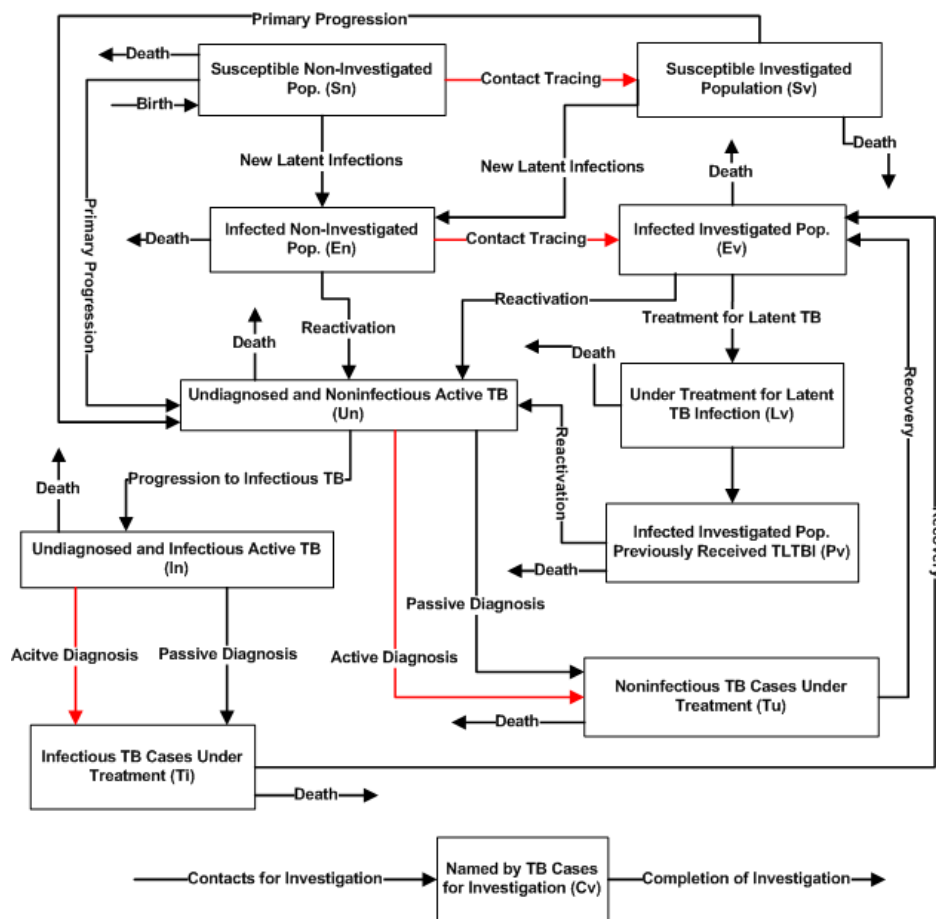 Primary Progression
Death
Susceptible Non-Investigated
Pop. (Sn)
Contact Tracing
Susceptible Investigated
Population (Sv)
Birth
Death
New Latent Infections
New Latent Infections
Death
Primary Progression
Death
Infected Non-Investigated
Pop. (En)
Contact Tracing
Infected Investigated Pop.
(Ev)
Reactivation
Treatment for Latent TB
Reactivation
Death
Death
Recovery
Undiagnosed and Noninfectious Active TB
(Un)
Under Treatment for Latent
TB Infection (Lv)
Reactivation
Progression to Infectious TB
Death
Recovery
Undiagnosed and Infectious Active TB
(In)
Infected Investigated Pop.
Previously Received TLTBI (Pv)
Death
Passive Diagnosis
Acitve Diagnosis
Passive Diagnosis
Active Diagnosis
Noninfectious TB Cases Under
Treatment (Tu)
Death
Infectious TB Cases Under
Treatment (Ti)
Death
Contacts for Investigation
Named by TB Cases
for Investigation (Cv)
Completion of Investigation